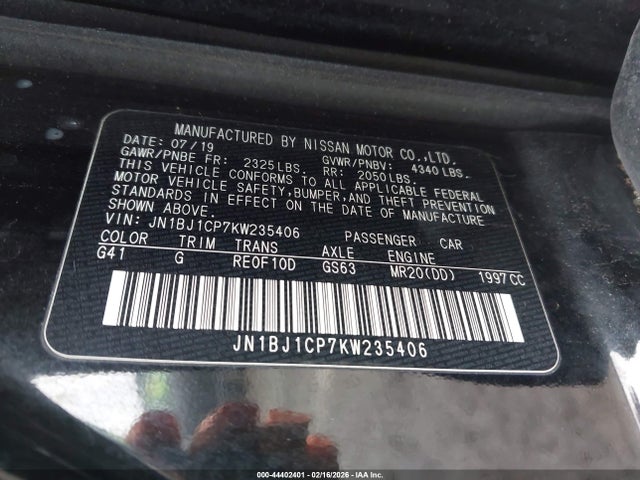 MANUFACTURED BY NISSAN MOTOR CO.,LTD.
DATE: 07/19 GVWR/PNBV: 4340 LBS.
GAWR/PNBE FR: 2325LBS. RR: 2050LBS
THIS VEHICLE CONFORMS TO ALL APPLICABLE FEDERAL
MOTOR VEHICLE SAFETY,BUMPER,AND THEFT PREVENTION
STANDARDS IN EFFECT ON THE DATE OF MANUFACTURE
SHOWN ABOVE.
VIN: JN1BJ1CP7KW235406 PASSENGER CAR
COLOR TRIM TRANS AXLE ENGINE
G41 G RE0F10D GS63 MR20(DD) 1997CC
JN1BJ1CP7KW235406
000-44402401 - 02/16/2026 - IAA Inc.